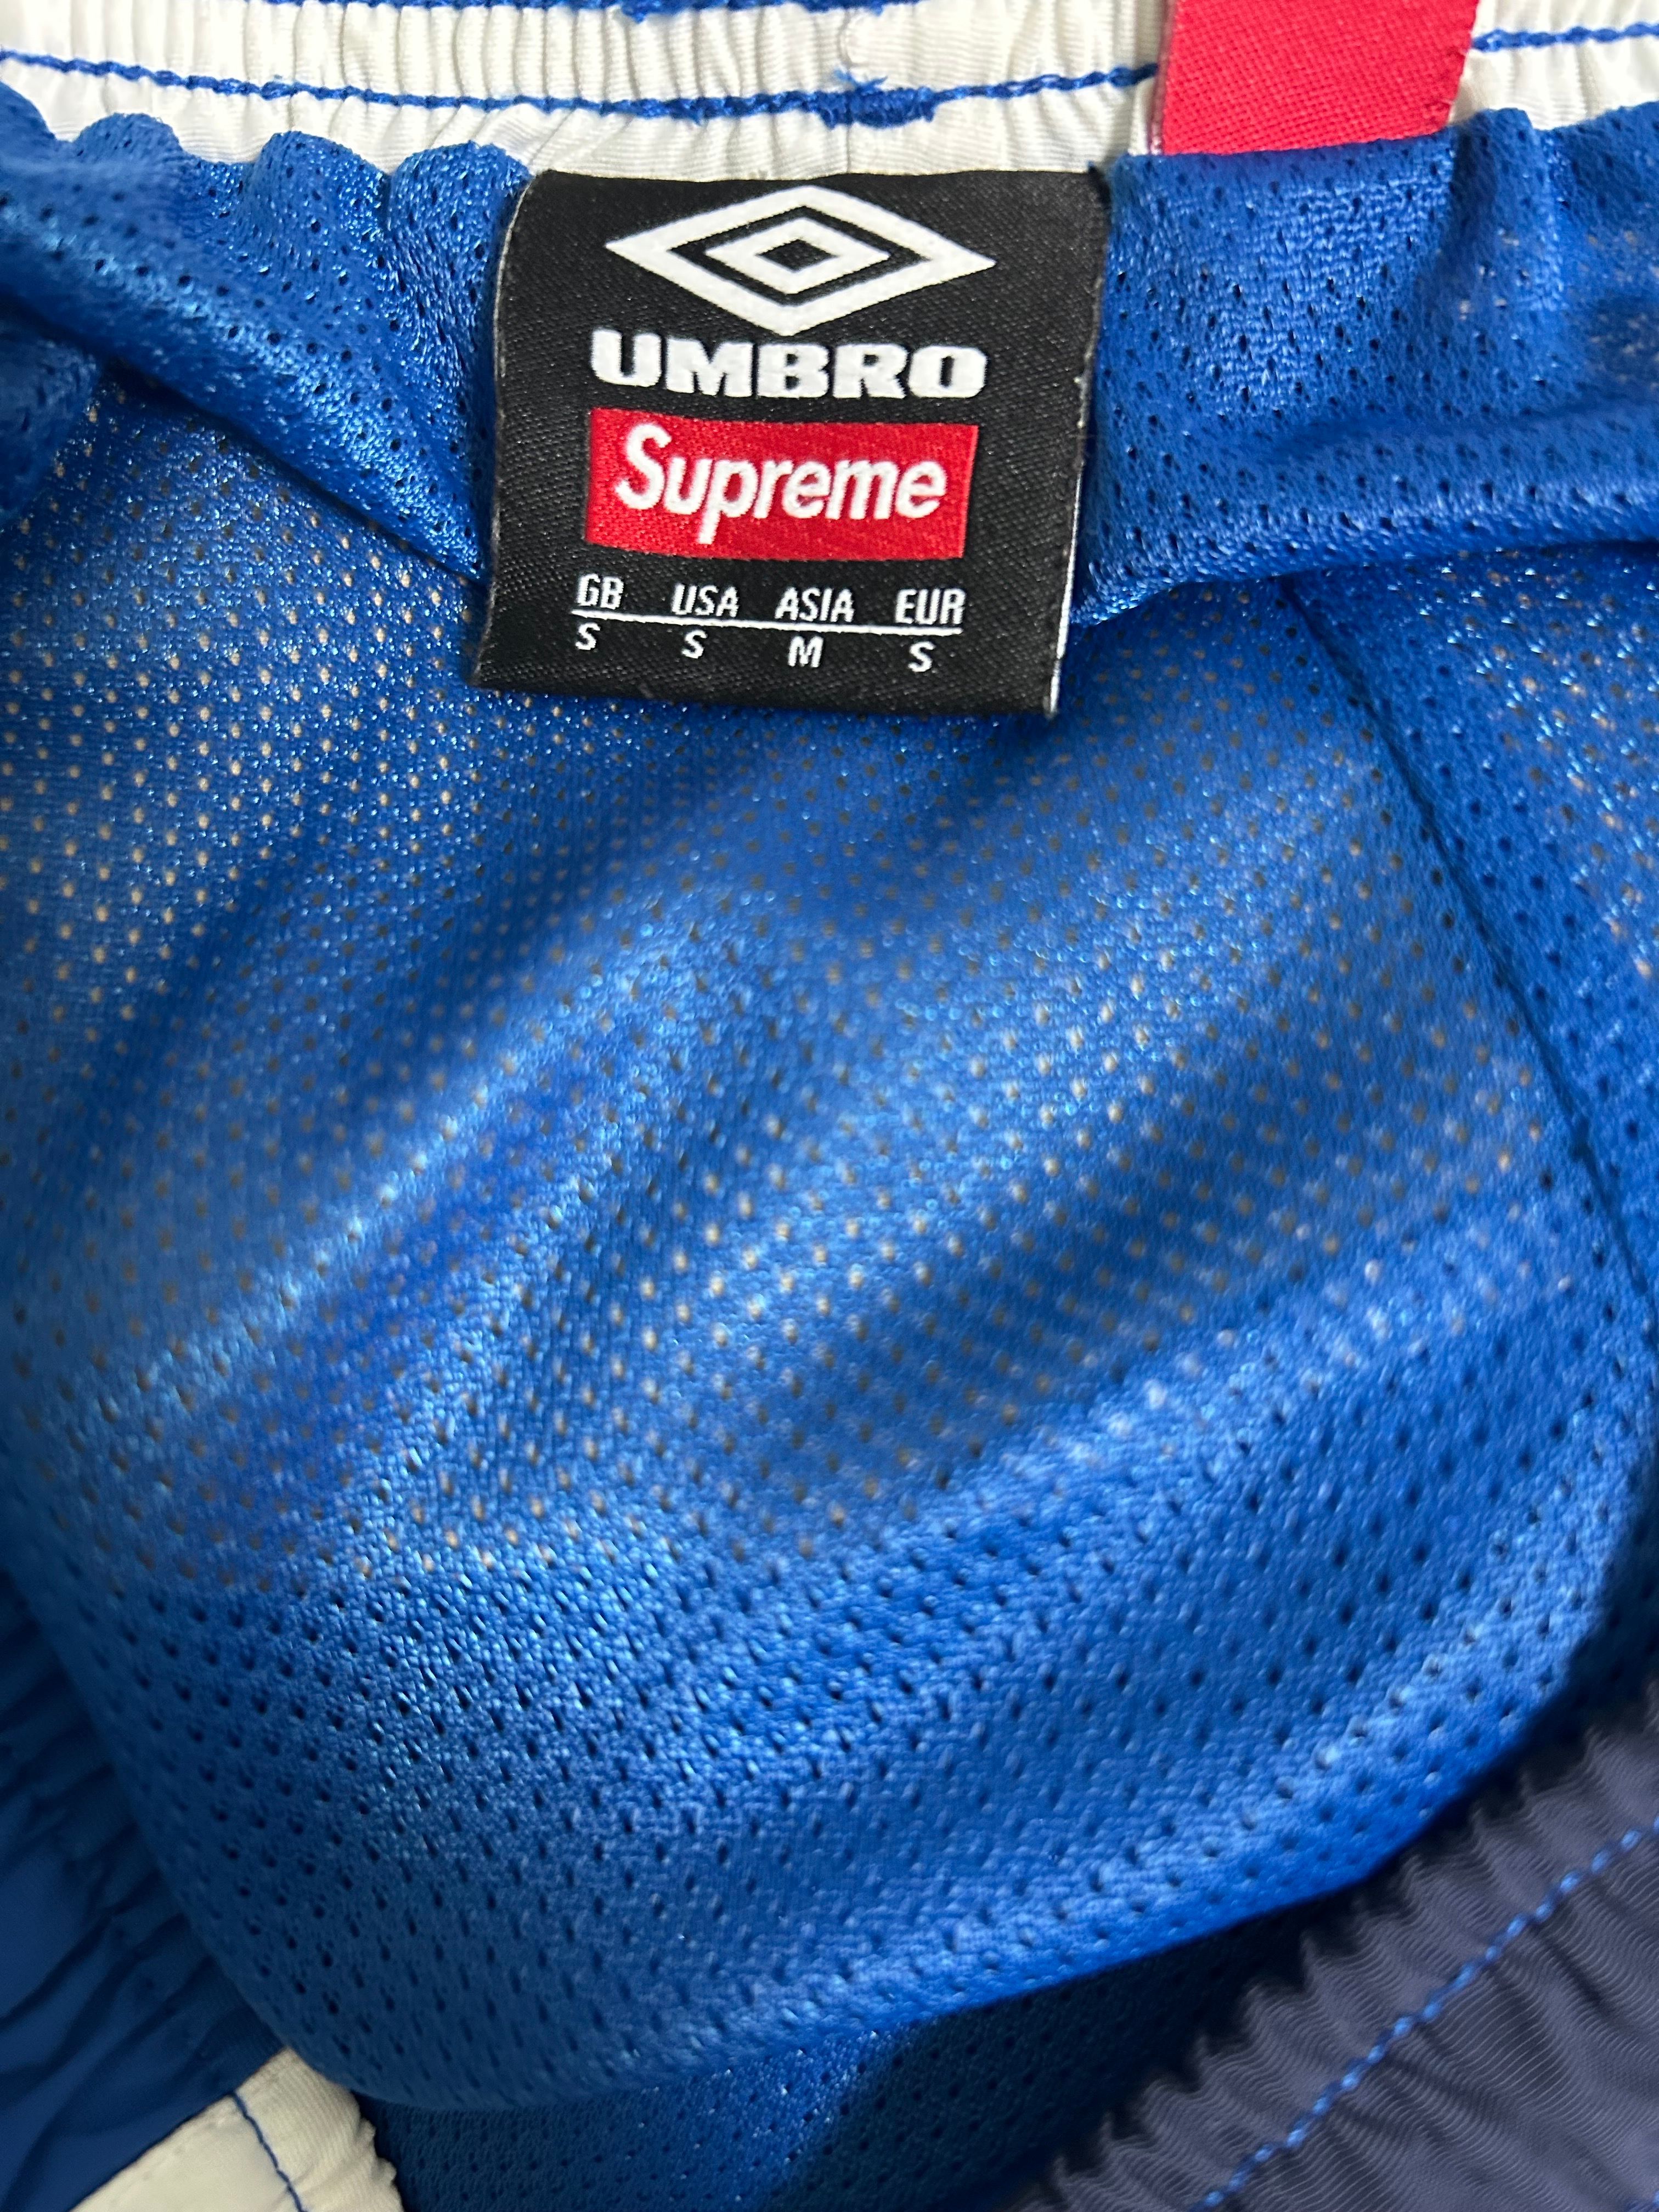 UMBRO
Supreme
GB USA ASIA EUR
S S M S